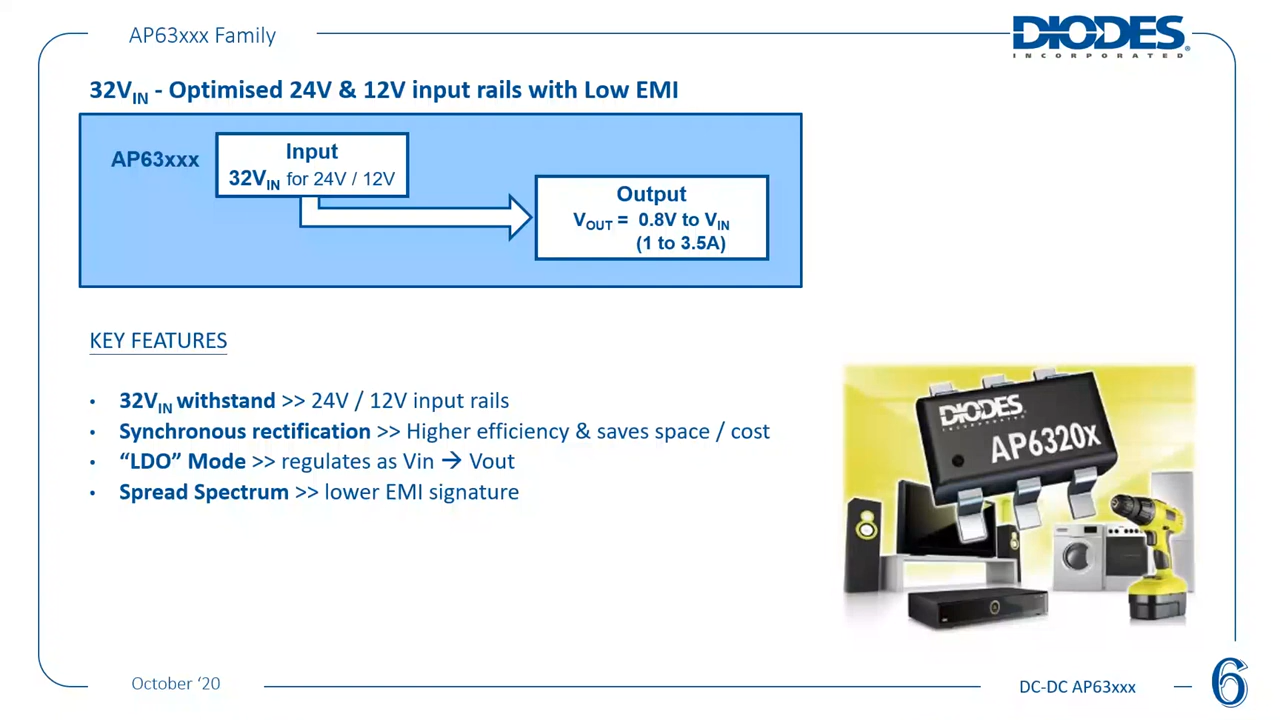 AP63xxx Family
DIODES
INCORPORATED
32VIN - Optimised 24V & 12V input rails with Low EMI
AP63xxx
Input
32VIN for 24V / 12V
Output
VOUT = 0.8V to VIN
(1 to 3.5A)
KEY FEATURES
• 32VIN withstand >> 24V / 12V input rails
• Synchronous rectification >> Higher efficiency & saves space / cost
• “LDO” Mode >> regulates as Vin → Vout
• Spread Spectrum >> lower EMI signature
DIODES
INCORPORATED
AP6320x
October ‘20
DC-DC AP63xxx
6